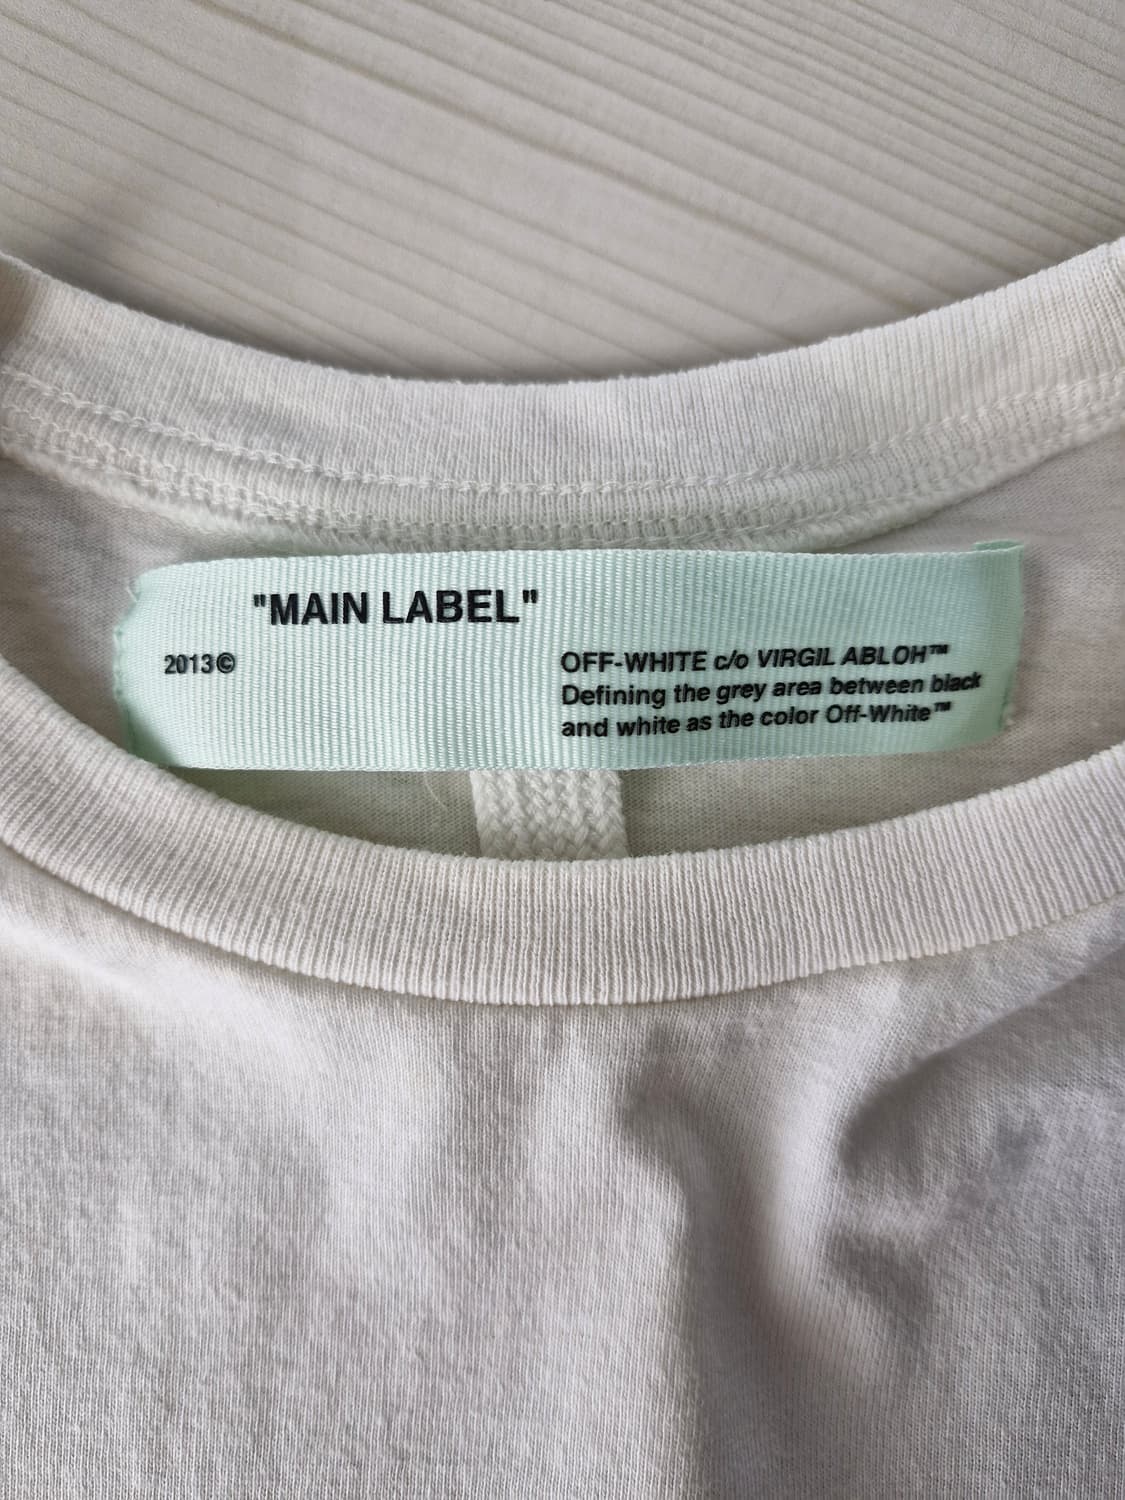 "MAIN LABEL"
2013©
OFF-WHITE c/o VIRGIL ABLOH™
Defining the grey area between black
and white as the color Off-White™